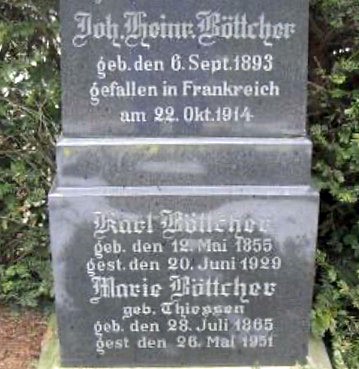 Joh. Heinr. Böttcher
geb. den 6. Sept. 1893
gefallen in Frankreich
am 22. Okt. 1914
Karl Böttcher
geb. den 12. Mai 1855
gest. den 20. Juni 1929
Marie Böttcher
geb. Thiessen
geb. den 28. Juli 1865
gest den 26. Mai 1951